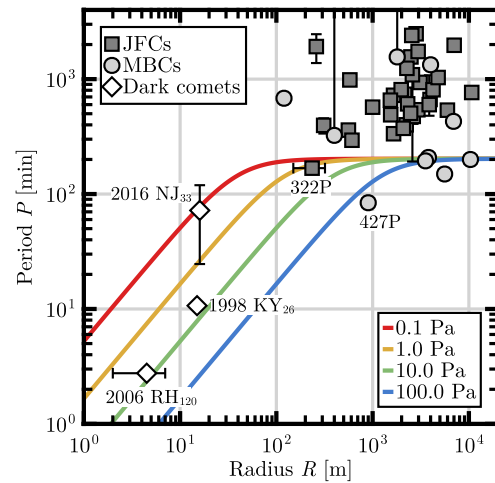 JFCs
MBCs
Dark comets
2016 NJ₃₃
322P
427P
1998 KY₂₆
2006 RH₁₂₀
0.1 Pa
1.0 Pa
10.0 Pa
100.0 Pa
Period P [min]
10³
10²
10¹
10⁰
10⁰ 10¹ 10² 10³ 10⁴
Radius R [m]